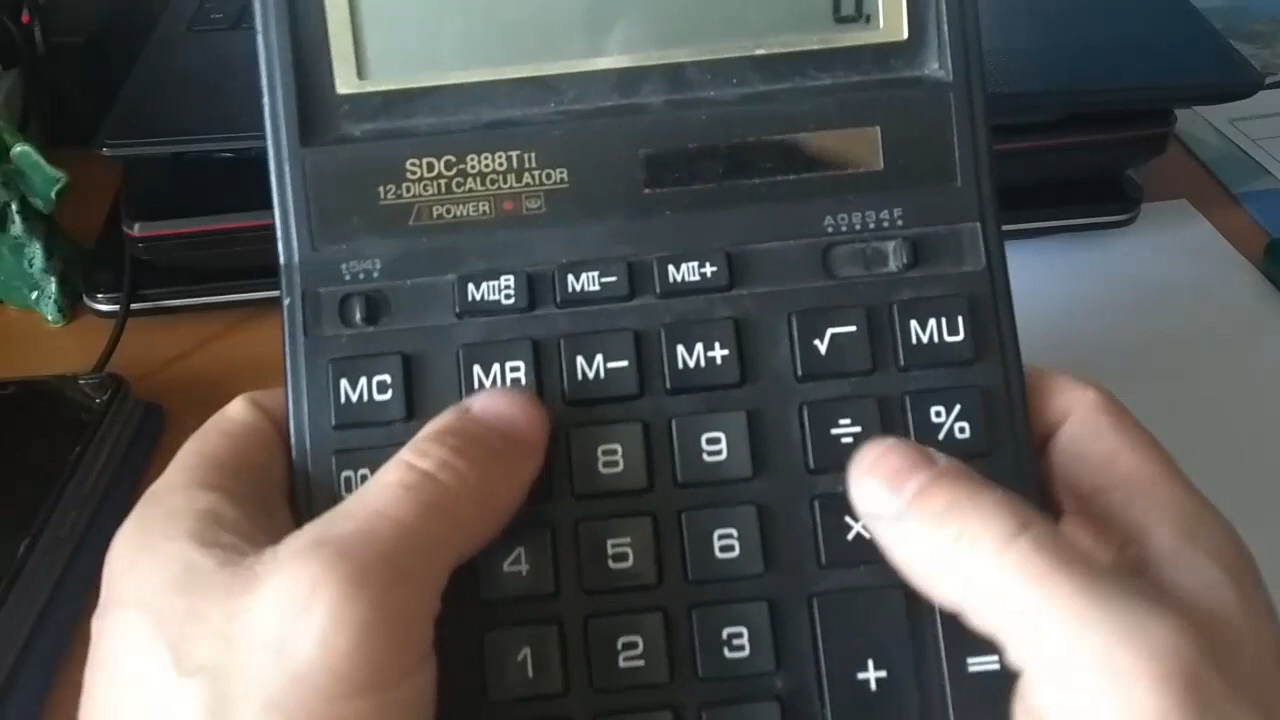 0.
SDC-888TII
12-DIGIT CALCULATOR
POWER
A0234F
MII
MII−
MII+
MC
MR
M−
M+
√
MU
8
9
÷
%
4
5
6
×
1
2
3
+
=